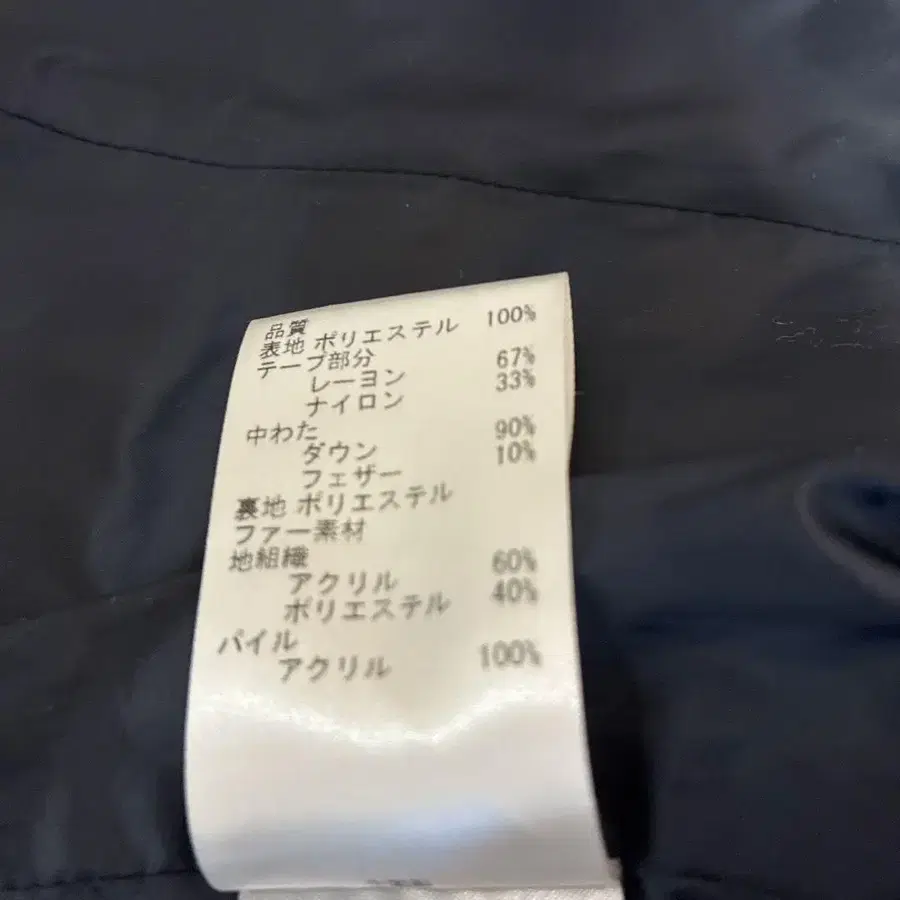 品質
表地 ポリエステル 100%
テープ部分
レーヨン 67%
ナイロン 33%
中わた
ダウン 90%
フェザー 10%
裏地 ポリエステル
ファー素材
地組織
アクリル 60%
ポリエステル 40%
パイル
アクリル 100%